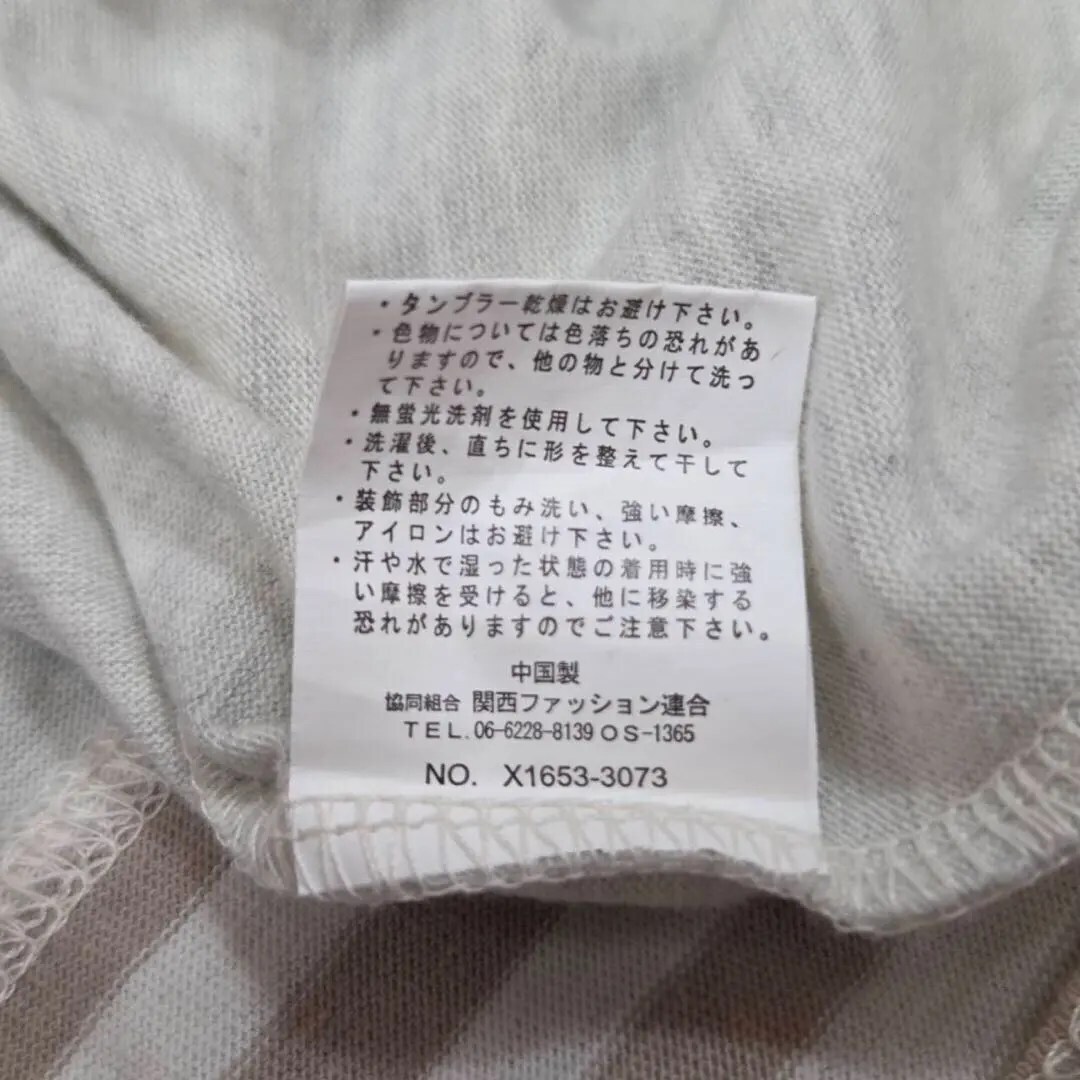 ・タンブラー乾燥はお避け下さい。
・色物については色落ちの恐れがあ
りますので、他の物と分けて洗っ
て下さい。
・無蛍光洗剤を使用して下さい。
・洗濯後、直ちに形を整えて干して
下さい。
・装飾部分のもみ洗い、強い摩擦、
アイロンはお避け下さい。
・汗や水で湿った状態の着用時に強
い摩擦を受けると、他に移染する
恐れがありますのでご注意下さい。
中国製
協同組合 関西ファッション連合
TEL.06-6228-8139 OS-1365
NO. X1653-3073